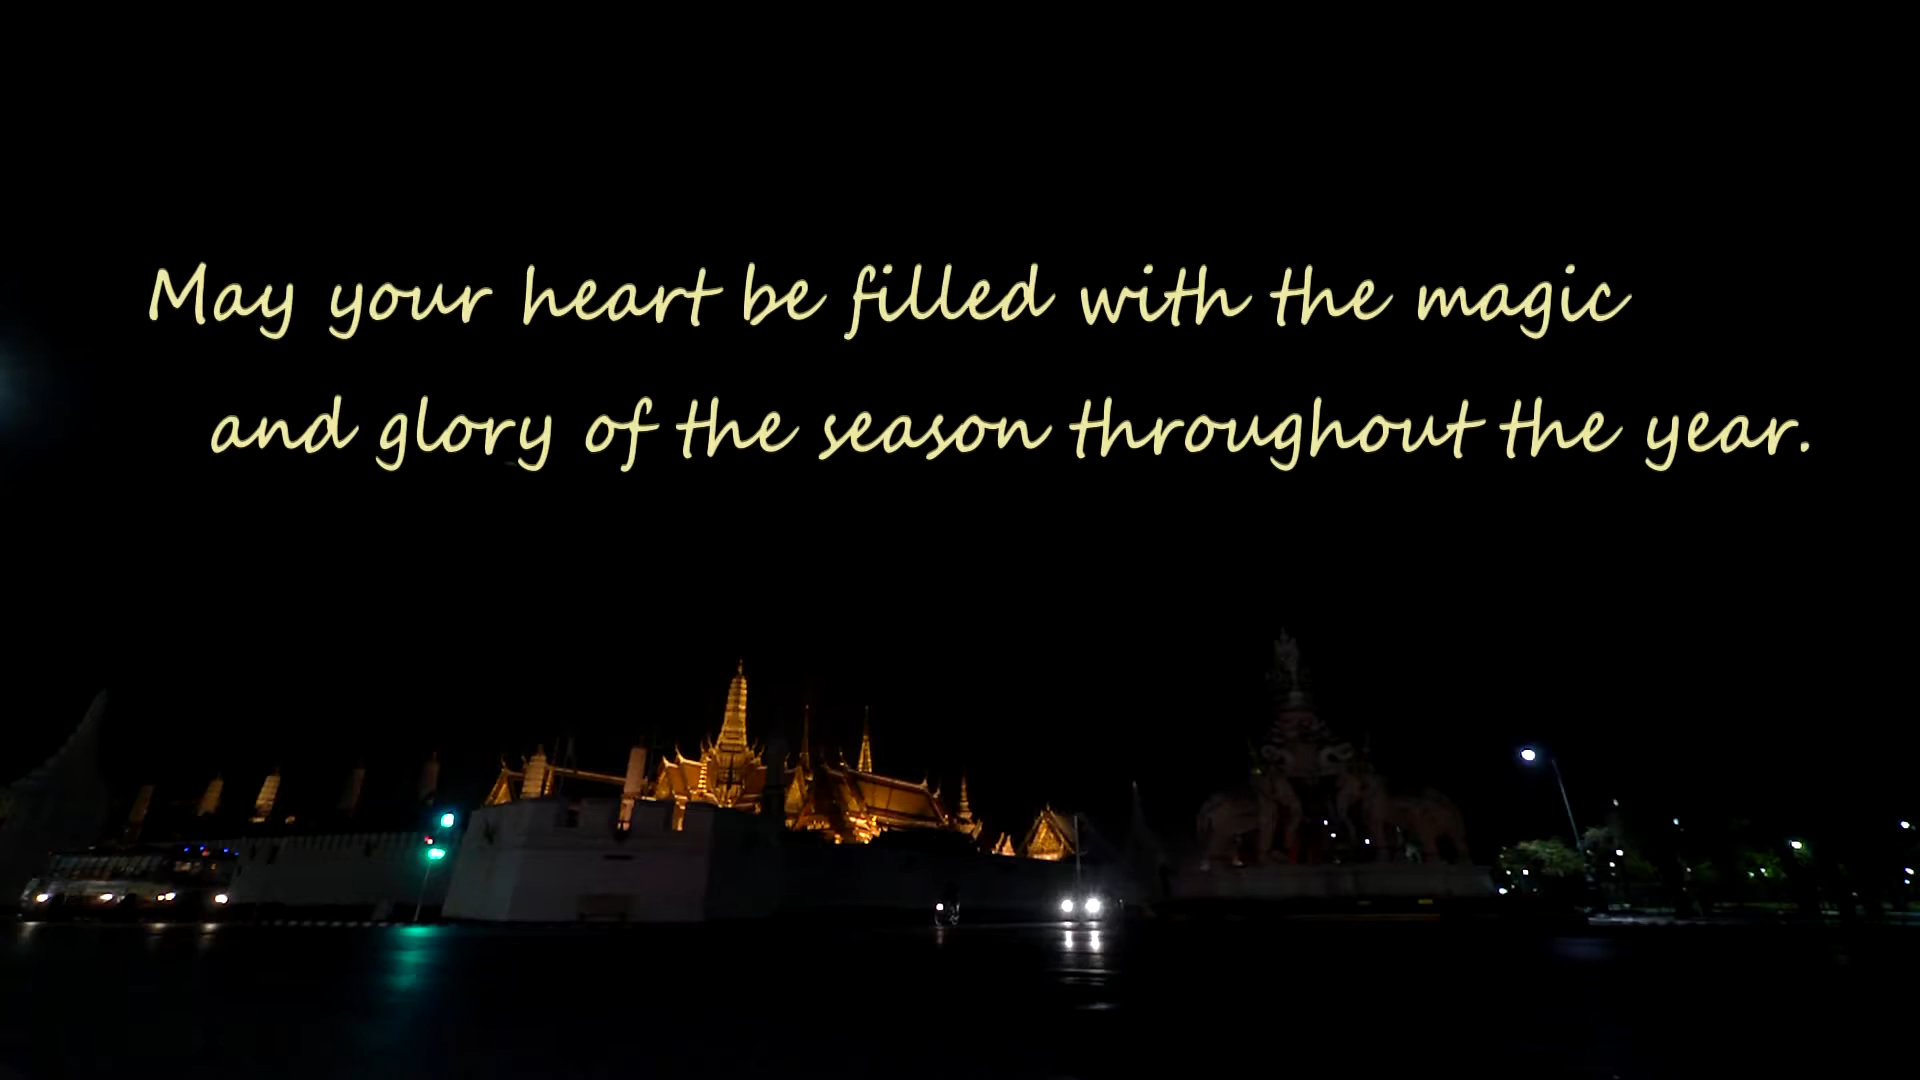 May your heart be filled with the magic
and glory of the season throughout the year.